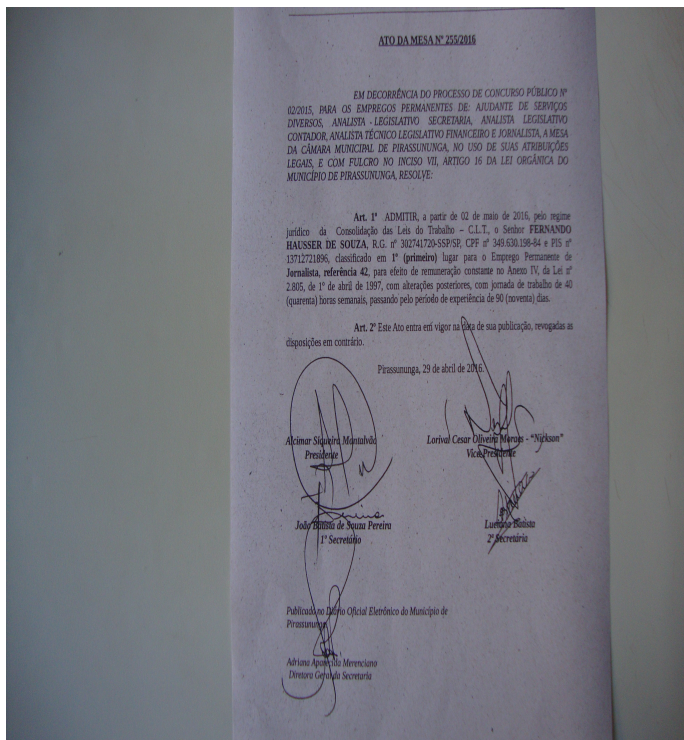 ATO DA MESA Nº 255/2016
EM DECORRÊNCIA DO PROCESSO DE CONCURSO PÚBLICO Nº
02/2015, PARA OS EMPREGOS PERMANENTES DE: AJUDANTE DE SERVIÇOS
DIVERSOS, ANALISTA - LEGISLATIVO SECRETARIA, ANALISTA LEGISLATIVO
CONTADOR, ANALISTA TÉCNICO LEGISLATIVO FINANCEIRO E JORNALISTA, A MESA
DA CÂMARA MUNICIPAL DE PIRASSUNUNGA, NO USO DE SUAS ATRIBUIÇÕES
LEGAIS, E COM FULCRO NO INCISO VII, ARTIGO 16 DA LEI ORGÂNICA DO
MUNICÍPIO DE PIRASSUNUNGA, RESOLVE:
Art. 1º ADMITIR, a partir de 02 de maio de 2016, pelo regime
jurídico da Consolidação das Leis do Trabalho – C.L.T., o Senhor FERNANDO
HAUSSER DE SOUZA, R.G. nº 302741720-SSP/SP, CPF nº 349.630.198-84 e PIS nº
13712721896, classificado em 1º (primeiro) lugar para o Emprego Permanente de
Jornalista, referência 42, para efeito de remuneração constante no Anexo IV, da Lei nº
2.805, de 1º de abril de 1997, com alterações posteriores, com jornada de trabalho de 40
(quarenta) horas semanais, passando pelo período de experiência de 90 (noventa) dias.
Art. 2º Este Ato entra em vigor na data de sua publicação, revogadas as
disposições em contrário.
Pirassununga, 29 de abril de 2016.
Alcimar Siqueira Montalvão
Presidente
Lorival Cesar Oliveira Moraes - "Nickson"
Vice Presidente
João Batista de Souza Pereira
1º Secretário
Luciana Batista
2ª Secretária
Publicado no Diário Oficial Eletrônico do Município de
Pirassununga
Adriana Aparecida Merenciano
Diretora Geral da Secretaria